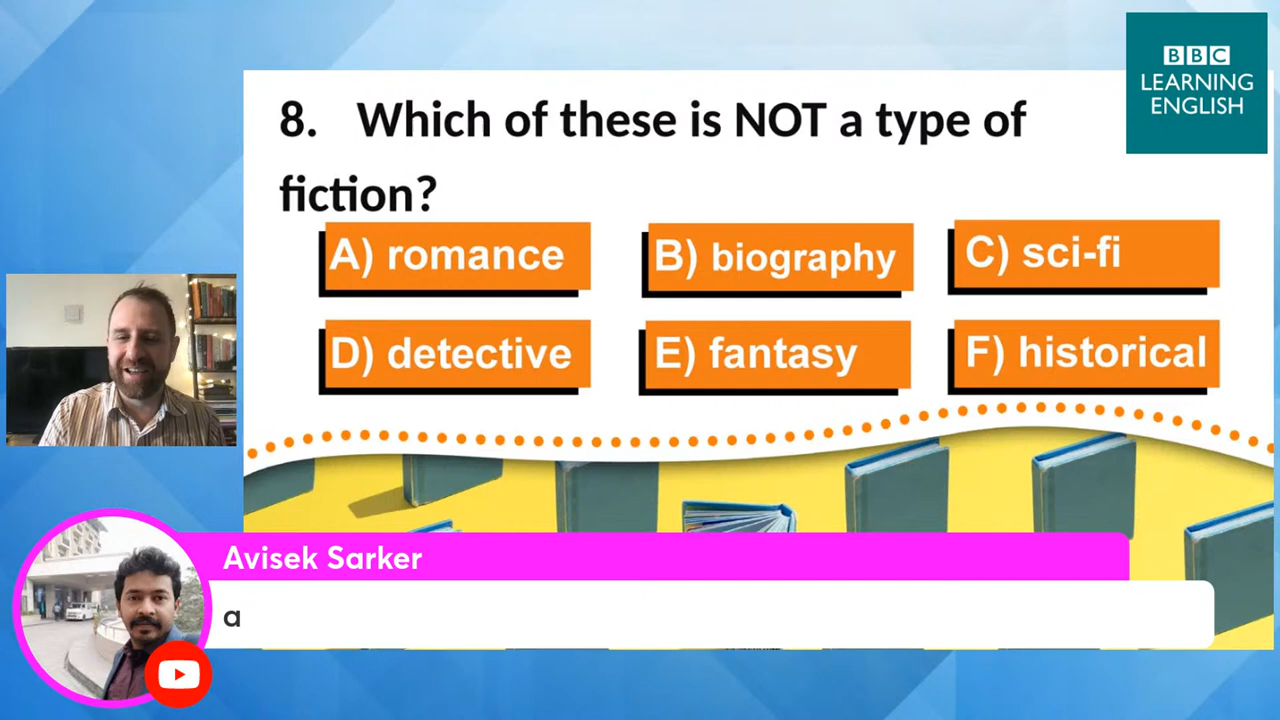 BBC
LEARNING
ENGLISH
8. Which of these is NOT a type of
fiction?
A) romance
B) biography
C) sci-fi
D) detective
E) fantasy
F) historical
Avisek Sarker
a